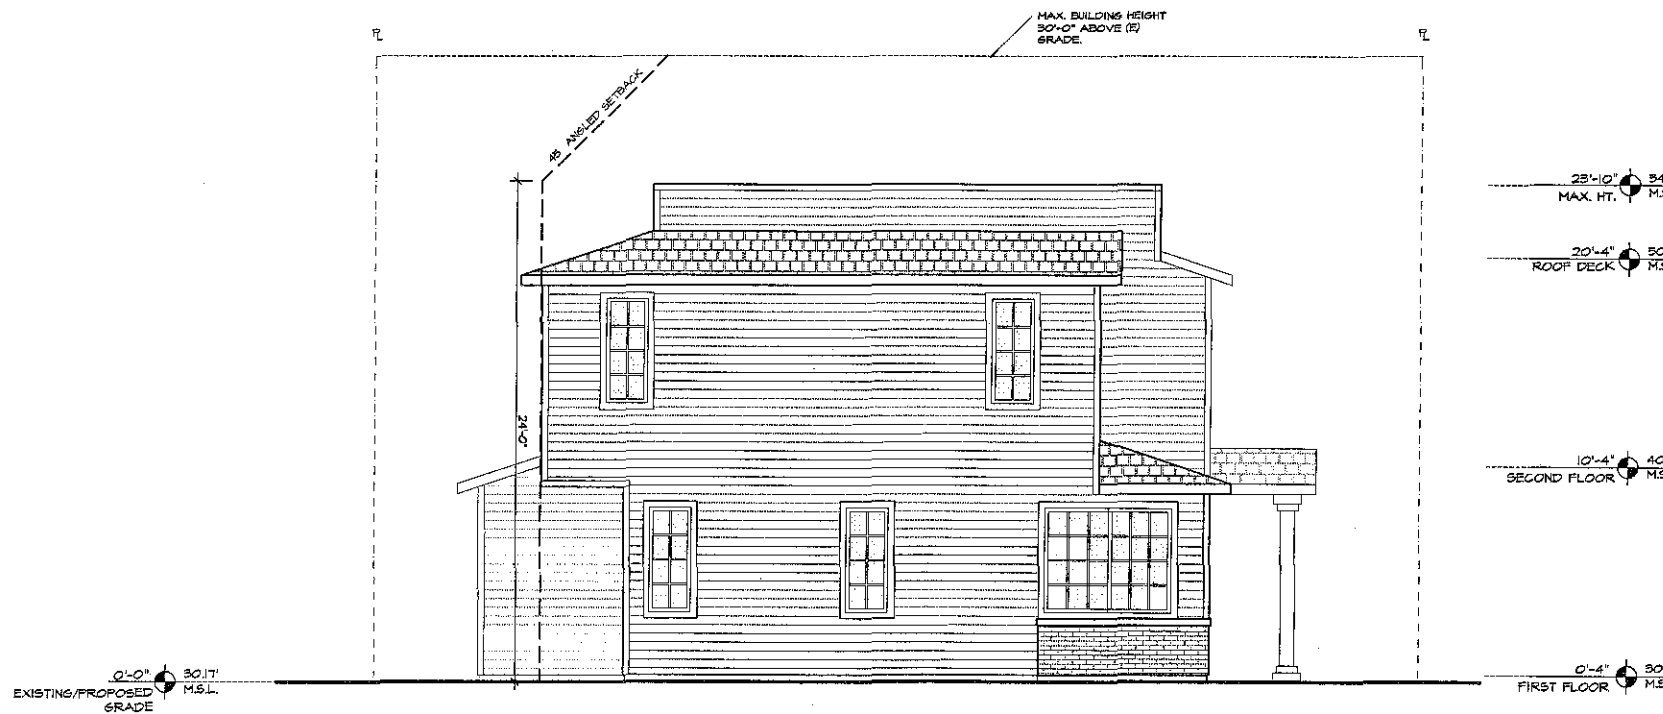 MAX. BUILDING HEIGHT
30'-0" ABOVE (E)
GRADE.
PL
PL
45 ANGLED SETBACK
24'-0"
23'-10"
MAX. HT.
20'-4"
ROOF DECK
10'-4"
SECOND FLOOR
0'-4"
FIRST FLOOR
0'-0" 30.17'
EXISTING/PROPOSED M.S.L.
GRADE